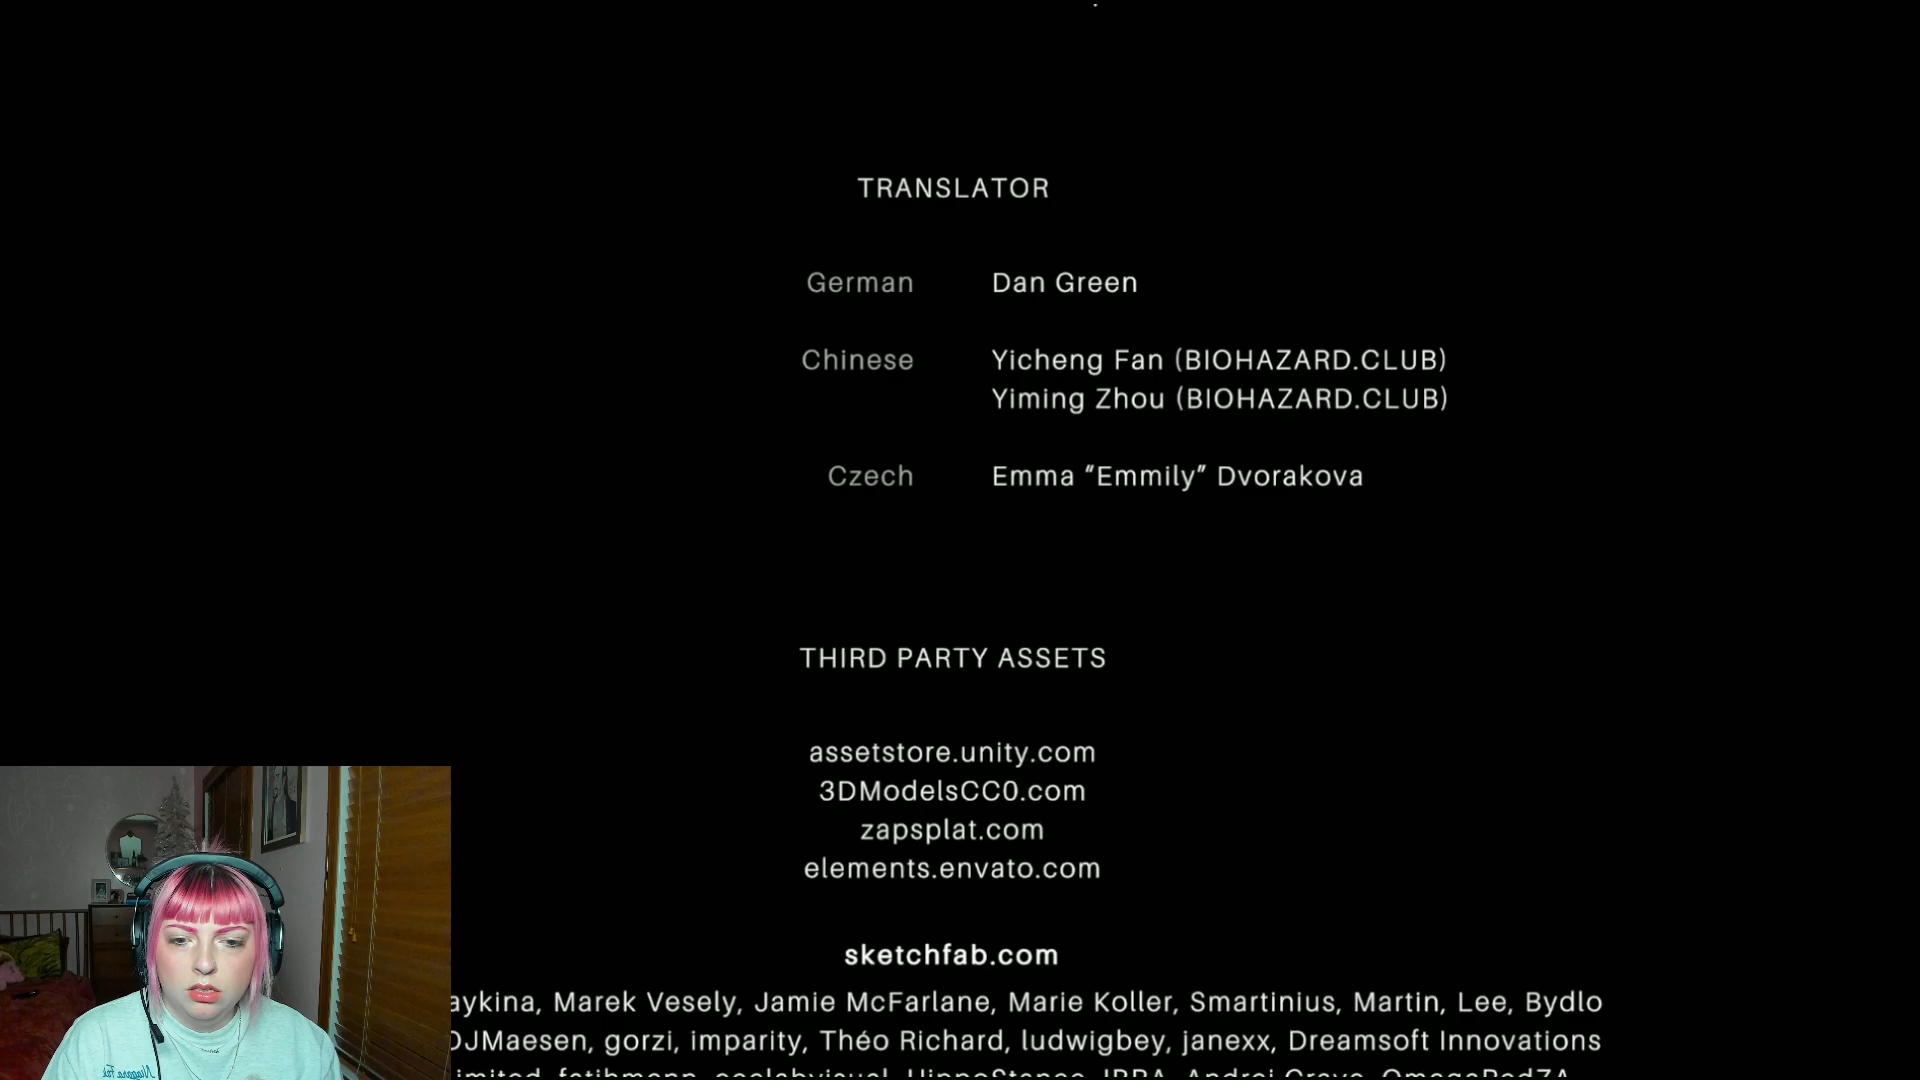 TRANSLATOR
German Dan Green
Chinese Yicheng Fan (BIOHAZARD.CLUB)
Yiming Zhou (BIOHAZARD.CLUB)
Czech Emma “Emmily” Dvorakova
THIRD PARTY ASSETS
assetstore.unity.com
3DModelsCC0.com
zapsplat.com
elements.envato.com
sketchfab.com
aykina, Marek Vesely, Jamie McFarlane, Marie Koller, Smartinius, Martin, Lee, Bydlo
DJMaesen, gorzi, imparity, Théo Richard, ludwigbey, janexx, Dreamsoft Innovations